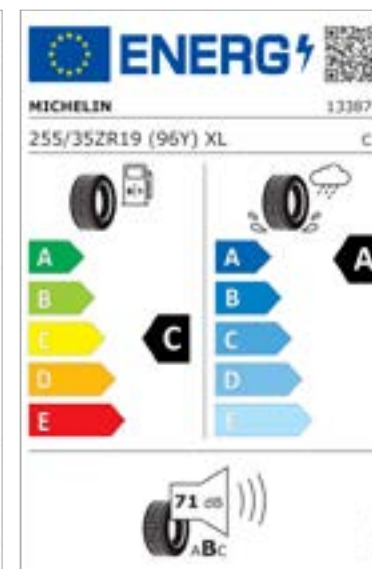 ENERG
MICHELIN 13387
255/35ZR19 (96Y) XL C
A A A
B B
C C C
D D
E E
71 dB
ABC